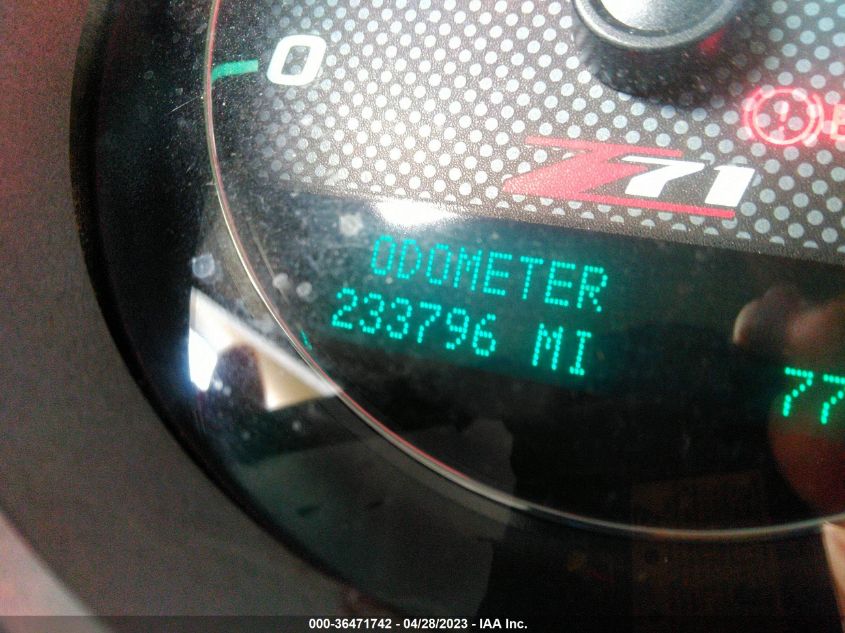 0
Z71
ODOMETER
233796 MI
77
000-36471742 - 04/28/2023 - IAA Inc.